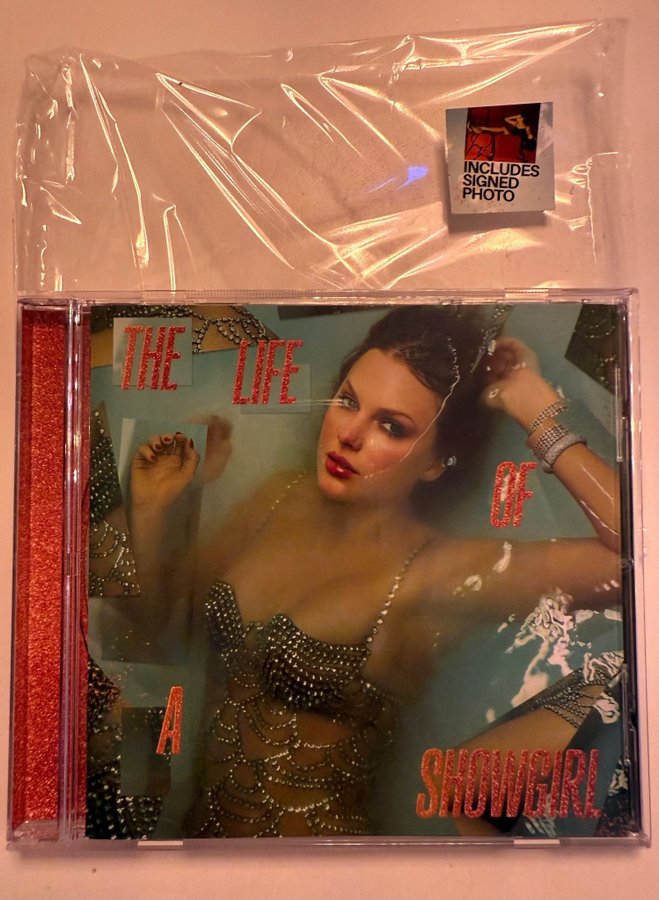 INCLUDES
SIGNED
PHOTO
THE LIFE
OF
A
SHOWGIRL